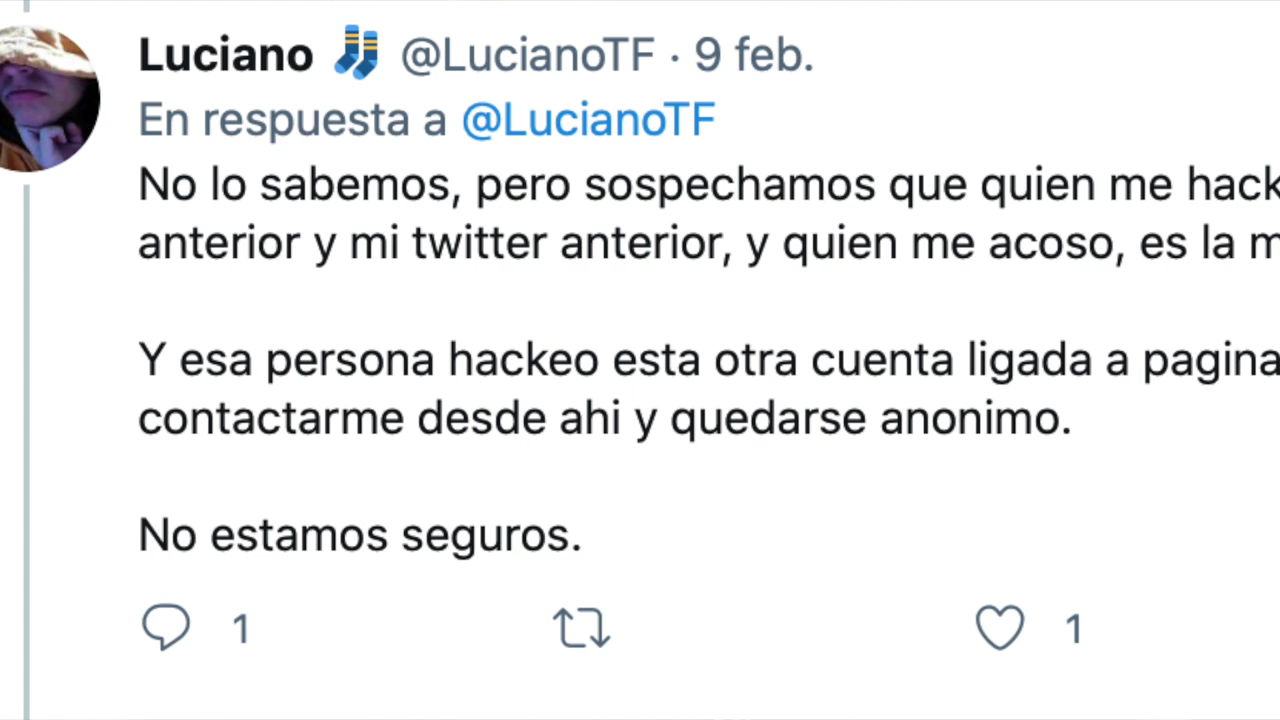 Luciano 🧦 @LucianoTF · 9 feb.
En respuesta a @LucianoTF
No lo sabemos, pero sospechamos que quien me hack
anterior y mi twitter anterior, y quien me acoso, es la m
Y esa persona hackeo esta otra cuenta ligada a pagina
contactarme desde ahi y quedarse anonimo.
No estamos seguros.
1 1